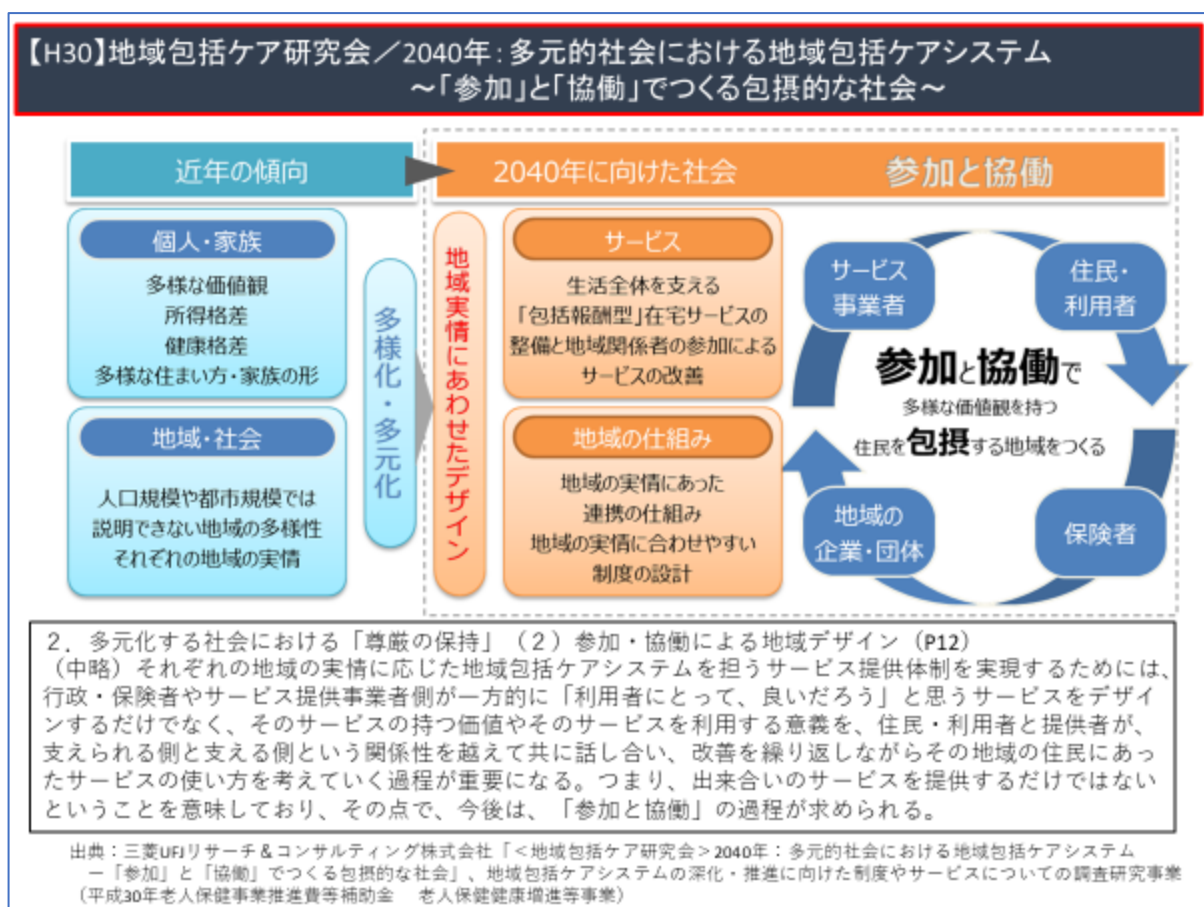 【H30】地域包括ケア研究会／2040年：多元的社会における地域包括ケアシステム
～「参加」と「協働」でつくる包摂的な社会～
近年の傾向
2040年に向けた社会
参加と協働
個人・家族
多様な価値観
所得格差
健康格差
多様な住まい方・家族の形
地域・社会
人口規模や都市規模では
説明できない地域の多様性
それぞれの地域の実情
多様化・多元化
地域実情にあわせたデザイン
サービス
生活全体を支える
「包括報酬型」在宅サービスの
整備と地域関係者の参加による
サービスの改善
地域の仕組み
地域の実情にあった
連携の仕組み
地域の実情に合わせやすい
制度の設計
サービス
事業者
住民・
利用者
参加と協働で
多様な価値観を持つ
住民を包摂する地域をつくる
地域の
企業・団体
保険者
２．多元化する社会における「尊厳の保持」（２）参加・協働による地域デザイン（P12）
（中略）それぞれの地域の実情に応じた地域包括ケアシステムを担うサービス提供体制を実現するためには、
行政・保険者やサービス提供事業者側が一方的に「利用者にとって、良いだろう」と思うサービスをデザイ
ンするだけでなく、そのサービスの持つ価値やそのサービスを利用する意義を、住民・利用者と提供者が、
支えられる側と支える側という関係性を越えて共に話し合い、改善を繰り返しながらその地域の住民にあっ
たサービスの使い方を考えていく過程が重要になる。つまり、出来合いのサービスを提供するだけではない
ということを意味しており、その点で、今後は、「参加と協働」の過程が求められる。
出典：三菱UFJリサーチ＆コンサルティング株式会社「＜地域包括ケア研究会＞2040年：多元的社会における地域包括ケアシステム
－「参加」と「協働」でつくる包摂的な社会」、地域包括ケアシステムの深化・推進に向けた制度やサービスについての調査研究事業
（平成30年老人保健事業推進費等補助金　老人保健健康増進等事業）